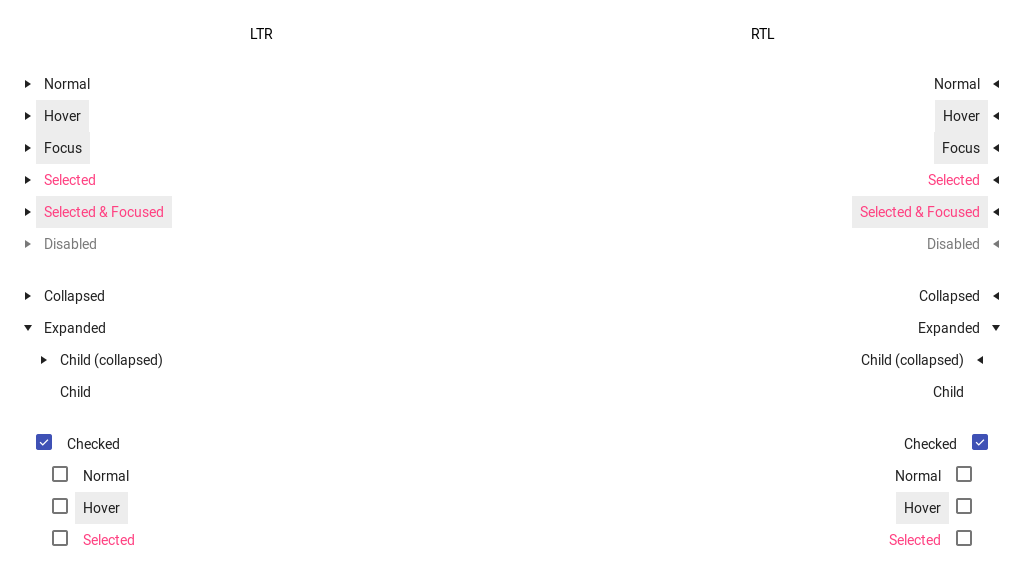 LTR
Normal
Hover
Focus
Selected
Selected & Focused
Disabled
Collapsed
Expanded
Child (collapsed)
Child
Checked
Normal
Hover
Selected
RTL
Normal
Hover
Focus
Selected
Selected & Focused
Disabled
Collapsed
Expanded
Child (collapsed)
Child
Checked
Normal
Hover
Selected